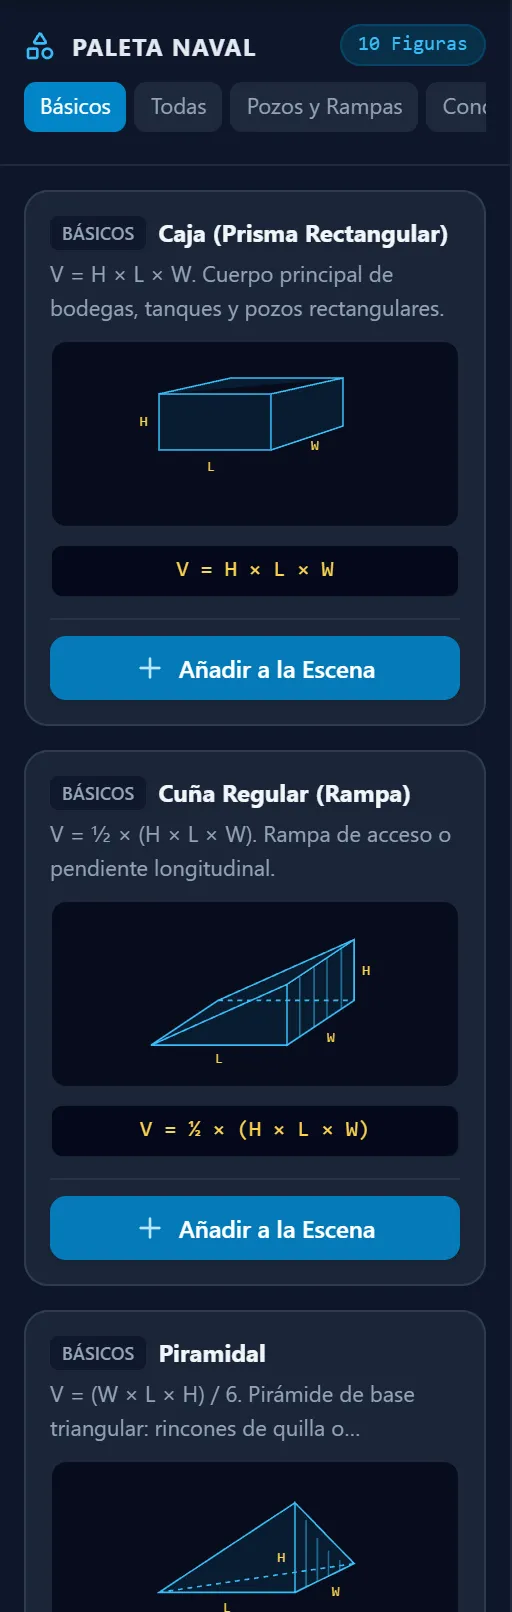 PALETA NAVAL
10 Figuras
Básicos
Todas
Pozos y Rampas
BÁSICOS Caja (Prisma Rectangular)
V = H × L × W. Cuerpo principal de
bodegas, tanques y pozos rectangulares.
H
W
L
V = H × L × W
Añadir a la Escena
BÁSICOS Cuña Regular (Rampa)
V = ½ × (H × L × W). Rampa de acceso o
pendiente longitudinal.
H
W
L
V = ½ × (H × L × W)
Añadir a la Escena
BÁSICOS Piramidal
V = (W × L × H) / 6. Pirámide de base
triangular: rincones de quilla o...
H
W
L